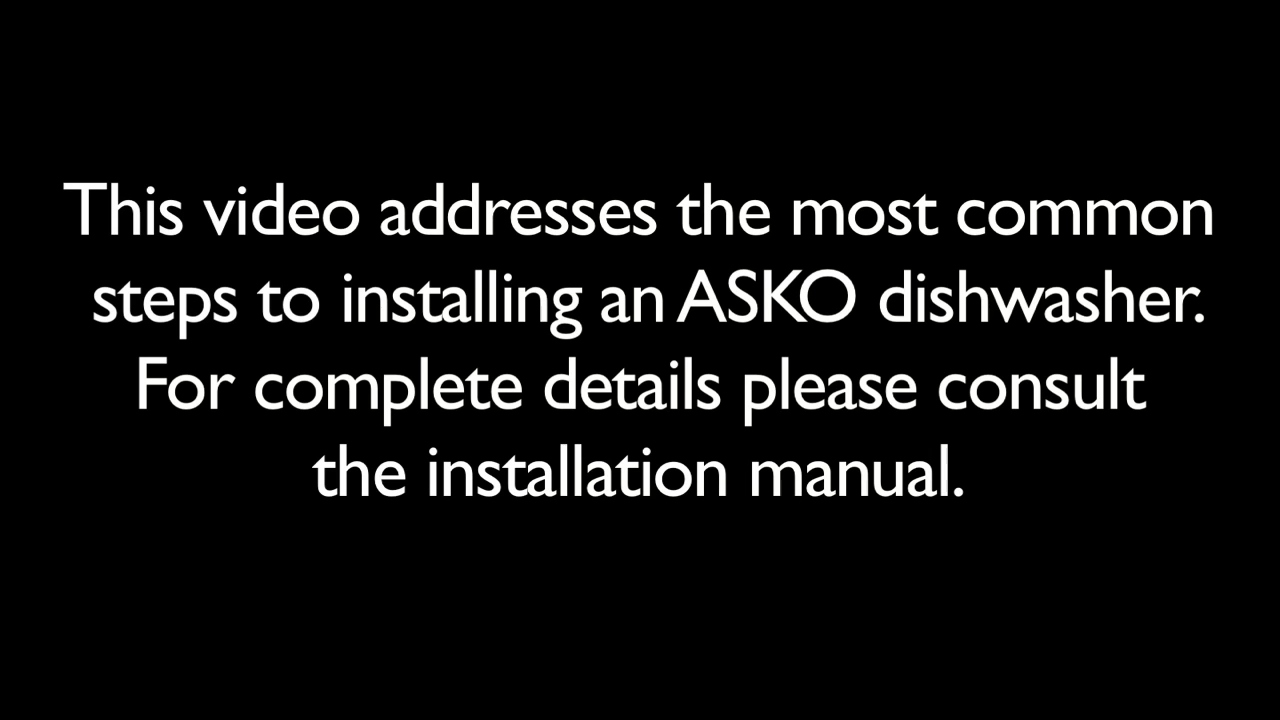 This video addresses the most common
steps to installing an ASKO dishwasher.
For complete details please consult
the installation manual.